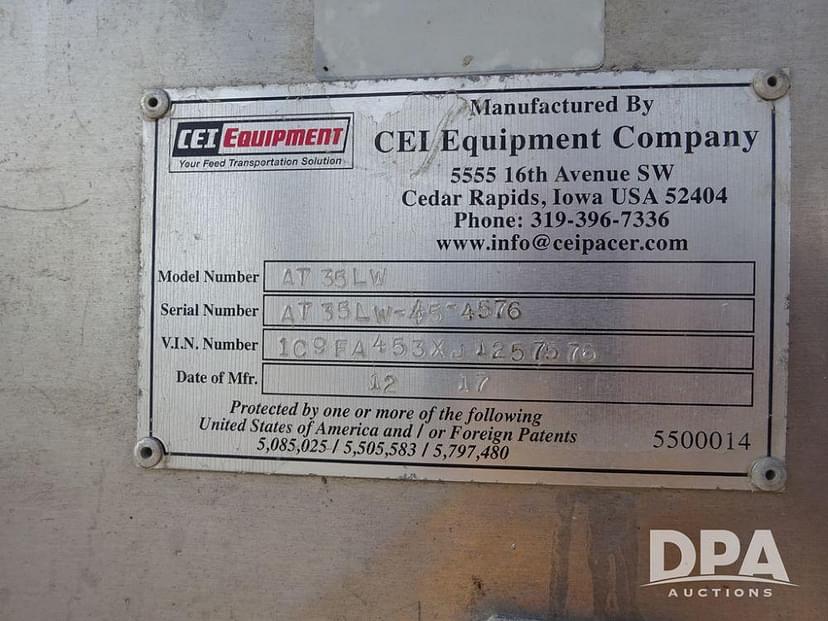 CEI EQUIPMENT
Your Feed Transportation Solution
Manufactured By
CEI Equipment Company
5555 16th Avenue SW
Cedar Rapids, Iowa USA 52404
Phone: 319-396-7336
www.info@ceipacer.com
Model Number AT 35LW
Serial Number AT 35LW-45-4576
V.I.N. Number 1C9FA453XJ1257576
Date of Mfr. 12 17
Protected by one or more of the following
United States of America and / or Foreign Patents
5,085,025 / 5,505,583 / 5,797,480
5500014
DPA
AUCTIONS